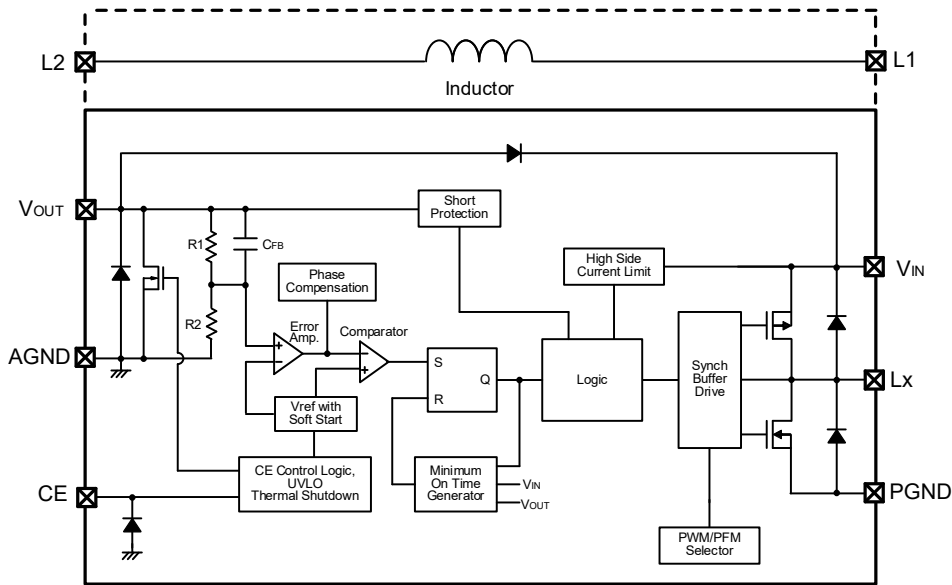 L2
L1
Inductor
VOUT
Short
Protection
R1
CFB
High Side
Current Limit
VIN
Phase
Compensation
R2
Error
Amp.
Comparator
AGND
S
Q
R
Logic
Synch
Buffer
Drive
Lx
Vref with
Soft Start
CE Control Logic,
UVLO
Thermal Shutdown
Minimum
On Time
Generator
VIN
VOUT
CE
PGND
PWM/PFM
Selector